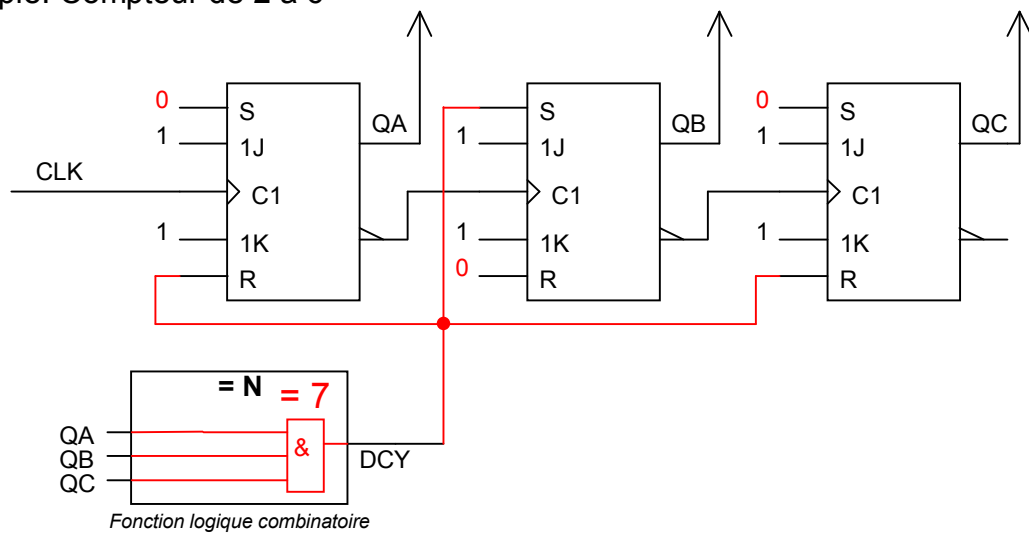 Compteur de 2 à 6
0 S QA
1 1J
CLK C1
1 1K
R
S QB
1 1J
C1
1 1K
0 R
0 S QC
1 1J
C1
1 1K
R
= N = 7
QA
QB & DCY
QC
Fonction logique combinatoire